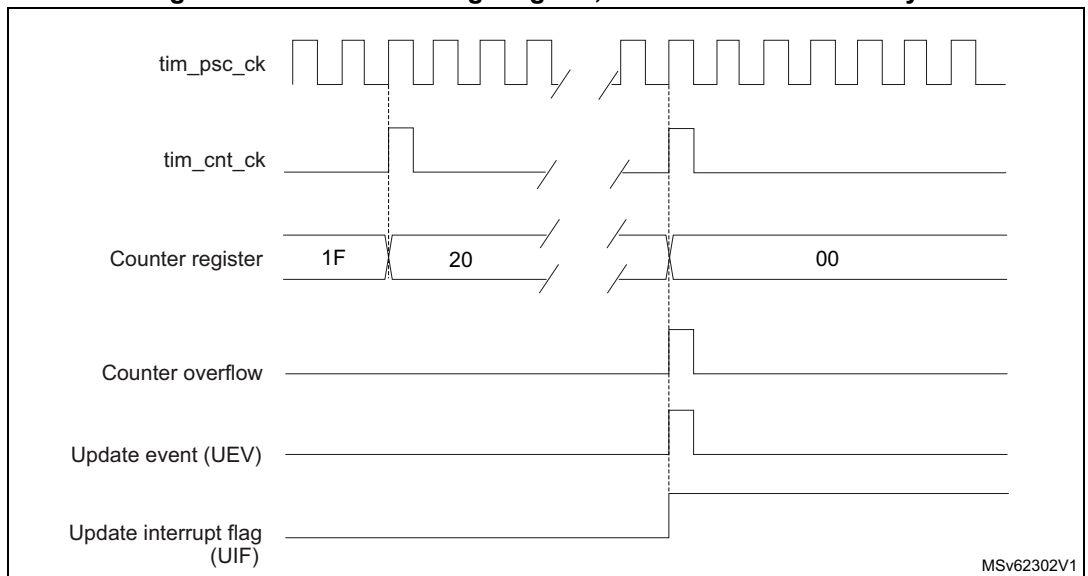 tim_psc_ck
tim_cnt_ck
Counter register
1F
20
00
Counter overflow
Update event (UEV)
Update interrupt flag
(UIF)
MSv62302V1